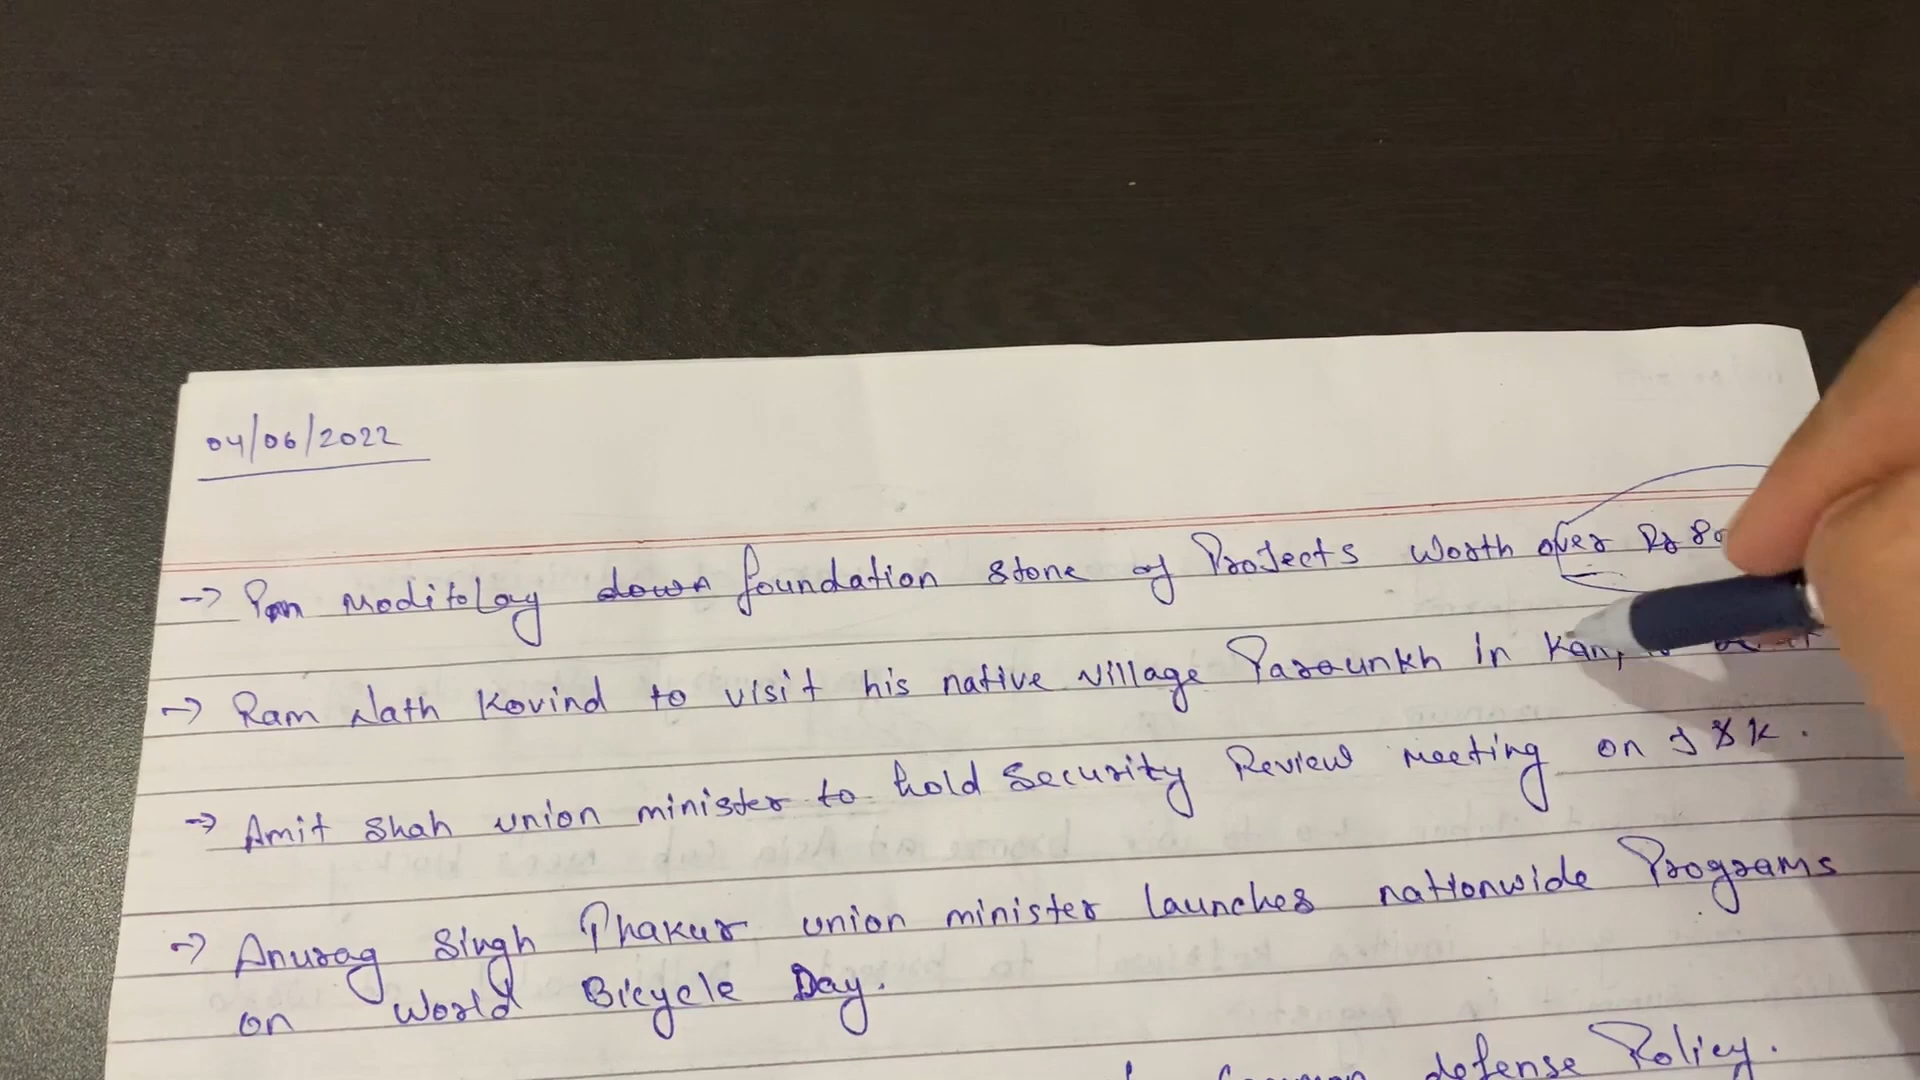 04/06/2022
→ Pm Modi to Lay down foundation stone of Projects worth over Rs 80
→ Ram Nath Kovind to visit his native village Paraunkh in
→ Amit Shah union minister to hold Security Review meeting on J & K.
→ Anurag Singh Thakur union minister launches nationwide Programs
on World Bicycle Day.
common defense Policy.